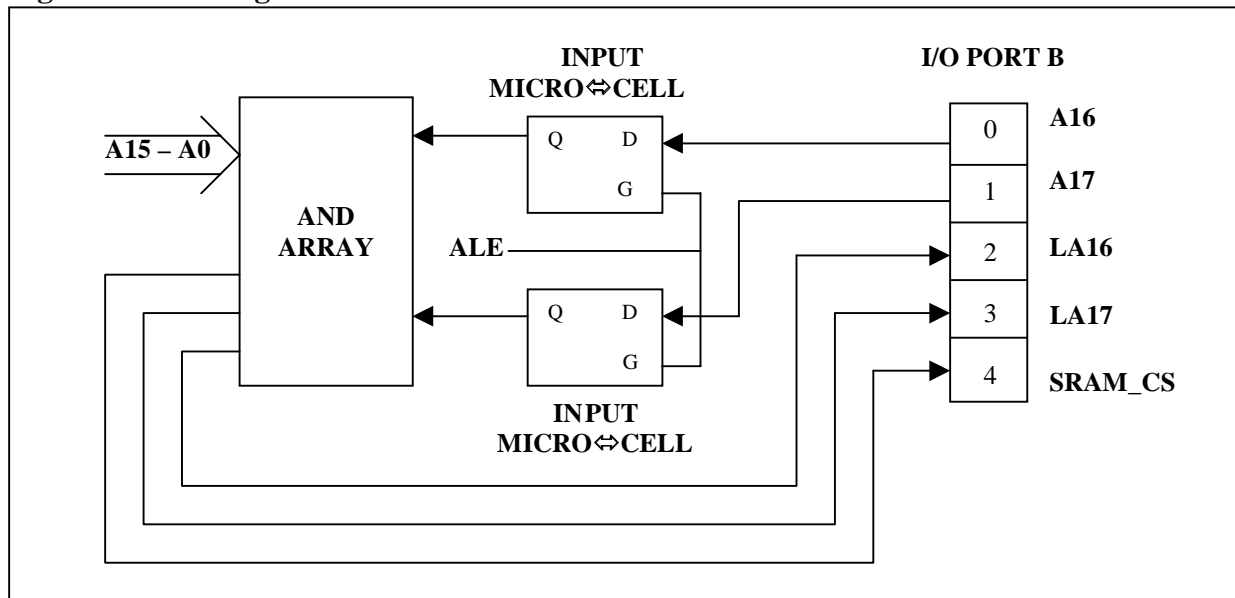 INPUT
MICRO⇔CELL
I/O PORT B
A15 – A0
AND
ARRAY
Q D
G
0 A16
1 A17
ALE
2 LA16
Q D
G
3 LA17
4 SRAM_CS
INPUT
MICRO⇔CELL